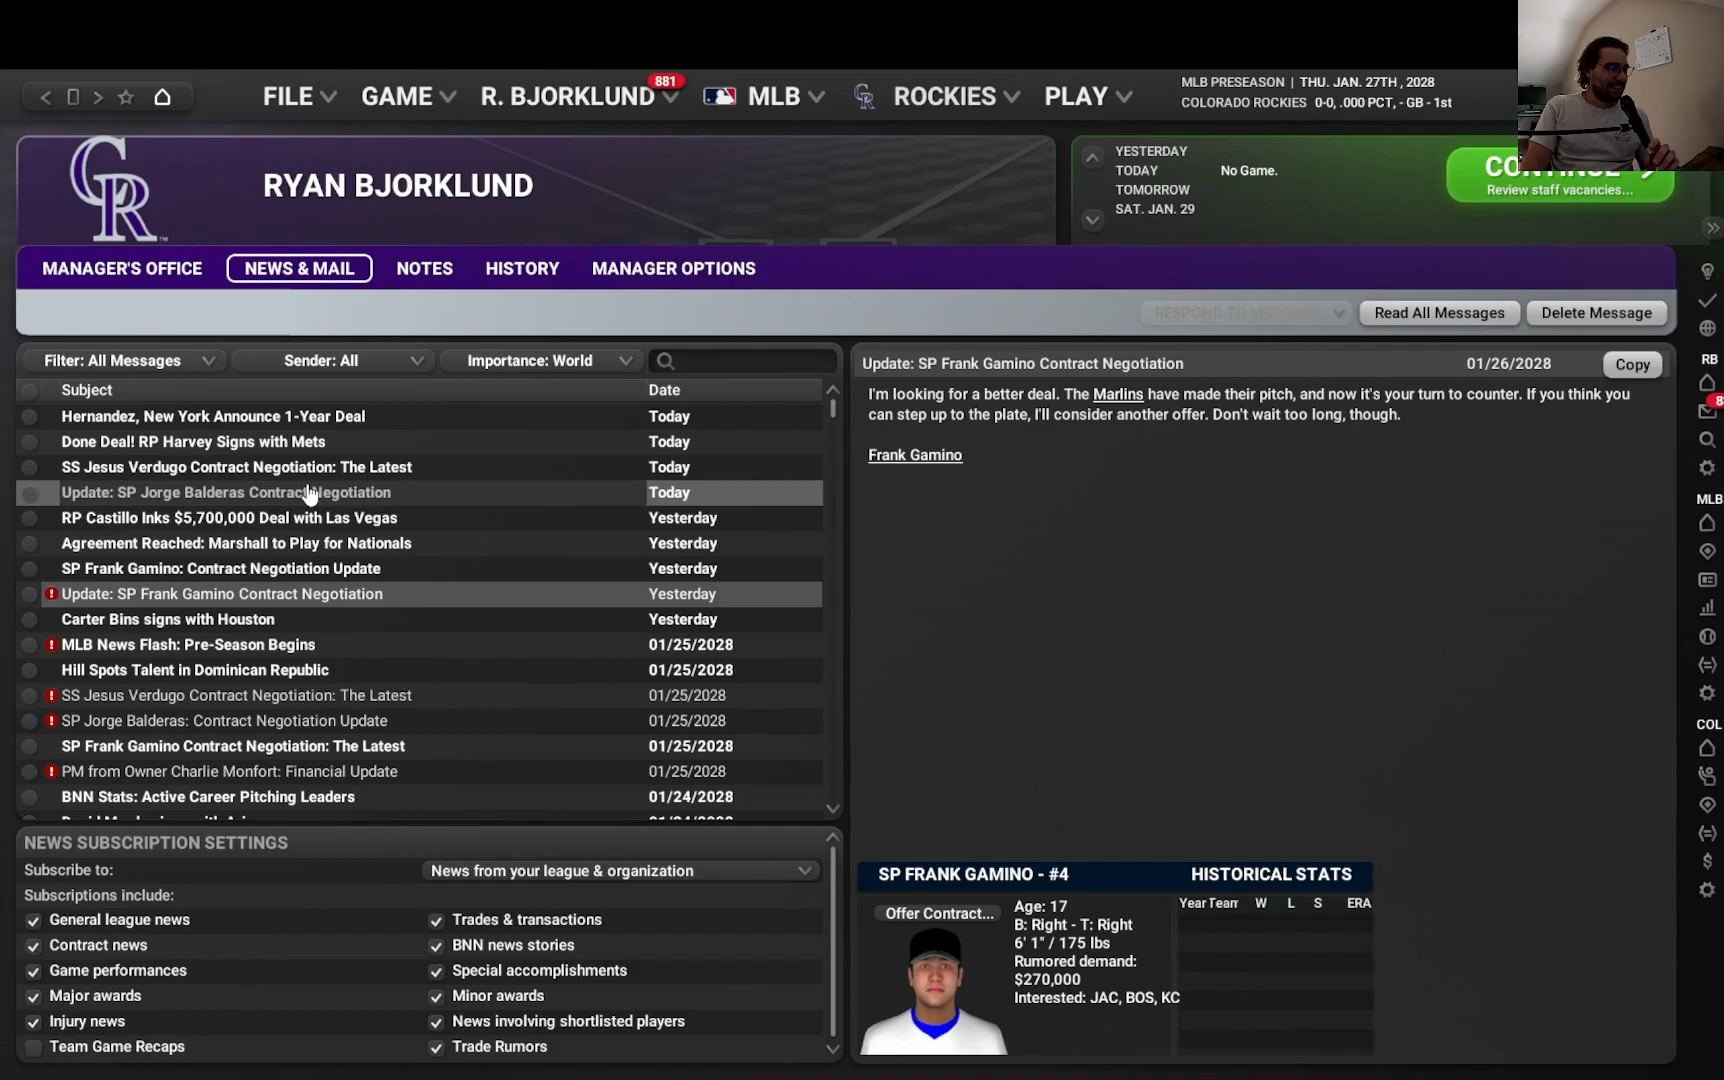 FILE
GAME
R. BJORKLUND
881
MLB
ROCKIES
PLAY
MLB PRESEASON | THU. JAN. 27TH , 2028
COLORADO ROCKIES 0-0, .000 PCT, - GB - 1st
RYAN BJORKLUND
YESTERDAY
TODAY
TOMORROW
SAT. JAN. 29
No Game.
Review staff vacancies...
MANAGER'S OFFICE
NEWS & MAIL
NOTES
HISTORY
MANAGER OPTIONS
Read All Messages
Delete Message
Filter: All Messages
Sender: All
Importance: World
Subject Date
Hernandez, New York Announce 1-Year Deal Today
Done Deal! RP Harvey Signs with Mets Today
SS Jesus Verdugo Contract Negotiation: The Latest Today
Update: SP Jorge Balderas Contract Negotiation Today
RP Castillo Inks $5,700,000 Deal with Las Vegas Yesterday
Agreement Reached: Marshall to Play for Nationals Yesterday
SP Frank Gamino: Contract Negotiation Update Yesterday
Update: SP Frank Gamino Contract Negotiation Yesterday
Carter Bins signs with Houston Yesterday
MLB News Flash: Pre-Season Begins 01/25/2028
Hill Spots Talent in Dominican Republic 01/25/2028
SS Jesus Verdugo Contract Negotiation: The Latest 01/25/2028
SP Jorge Balderas: Contract Negotiation Update 01/25/2028
SP Frank Gamino Contract Negotiation: The Latest 01/25/2028
PM from Owner Charlie Monfort: Financial Update 01/25/2028
BNN Stats: Active Career Pitching Leaders 01/24/2028
Update: SP Frank Gamino Contract Negotiation 01/26/2028
Copy
I'm looking for a better deal. The Marlins have made their pitch, and now it's your turn to counter. If you think you
can step up to the plate, I'll consider another offer. Don't wait too long, though.
Frank Gamino
NEWS SUBSCRIPTION SETTINGS
Subscribe to: News from your league & organization
Subscriptions include:
General league news Trades & transactions
Contract news BNN news stories
Game performances Special accomplishments
Major awards Minor awards
Injury news News involving shortlisted players
Team Game Recaps Trade Rumors
SP FRANK GAMINO - #4
HISTORICAL STATS
Offer Contract...
Age: 17
B: Right - T: Right
6' 1" / 175 lbs
Rumored demand:
$270,000
Interested: JAC, BOS, KC
Year Team W L S ERA
RB
MLB
COL